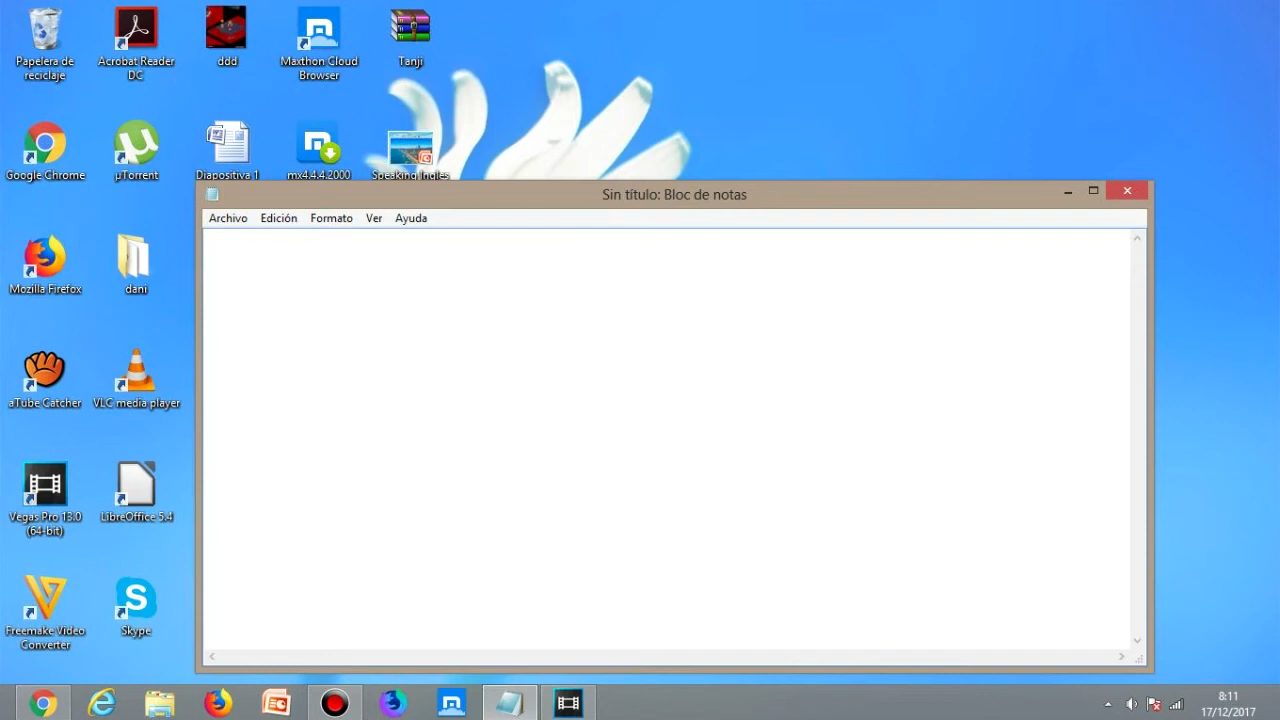 Papelera de
reciclaje
Acrobat Reader
DC
ddd
Maxthon Cloud
Browser
Tanji
Google Chrome
µTorrent
Diapositiva 1
mx4.4.4.2000
Speaking Inglés
Sin título: Bloc de notas
Archivo Edición Formato Ver Ayuda
Mozilla Firefox
dani
aTube Catcher
VLC media player
Vegas Pro 13.0
(64-bit)
LibreOffice 5.4
Freemake Video
Converter
Skype
8:11
17/12/2017